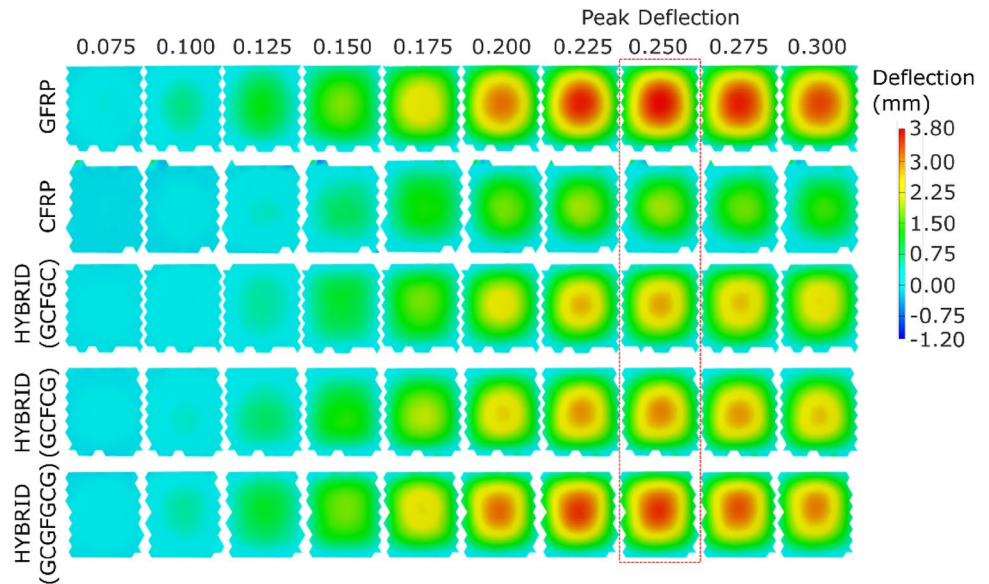 Peak Deflection
0.075 0.100 0.125 0.150 0.175 0.200 0.225 0.250 0.275 0.300
GFRP
CFRP
HYBRID
(GCFGC)
HYBRID
(GCFCG)
HYBRID
(GCGFGCG)
Deflection
(mm)
3.80
3.00
2.25
1.50
0.75
0.00
-0.75
-1.20